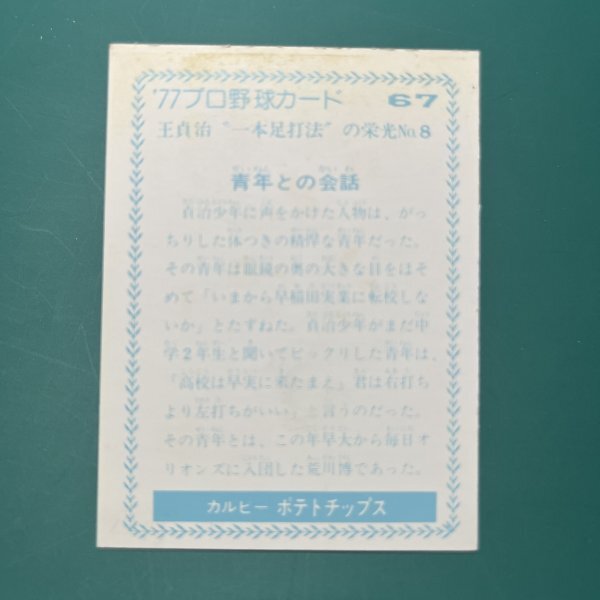 '77プロ野球カード 67
王貞治“一本足打法”の栄光No.8
青年との会話
貞治少年に声をかけた人物は、がっ
ちりした体つきの精悍な青年だった。
その青年は眼鏡の奥の大きな目をほそ
めて「いまから早稲田実業に転校しな
いか」とたずねた。貞治少年がまだ中
学2年生と聞いてビックリした青年は、
「高校は早実に来たまえ」君は右打ち
より左打ちがいい」と言うのだった。
その青年とは、この年早大から毎日オ
リオンズに入団した荒川博であった。
カルビー ポテトチップス